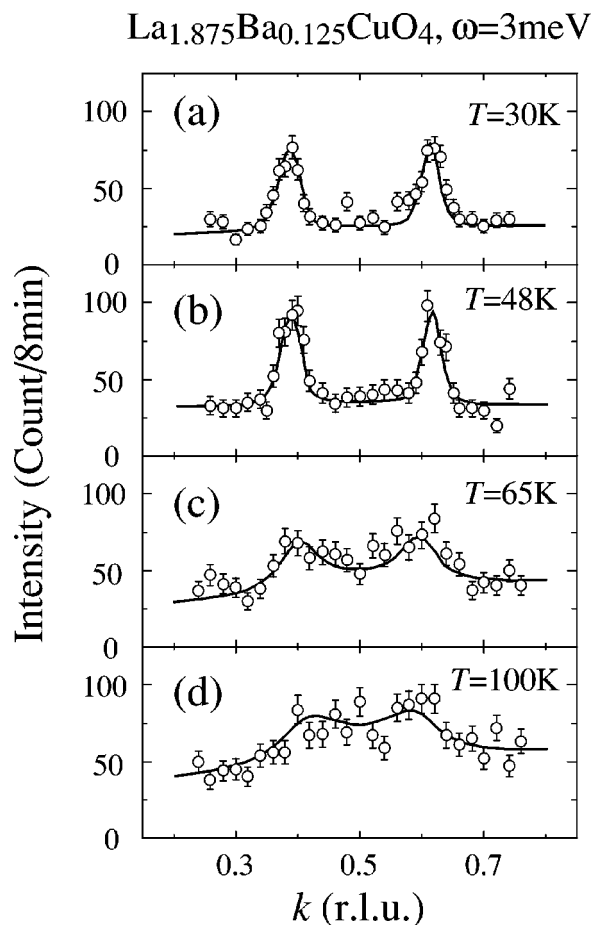 La1.875Ba0.125CuO4, ω=3meV
(a)
T=30K
100
50
0
(b)
T=48K
100
50
0
(c)
T=65K
100
50
0
(d)
T=100K
100
50
0
0.3 0.5 0.7
k (r.l.u.)
Intensity (Count/8min)